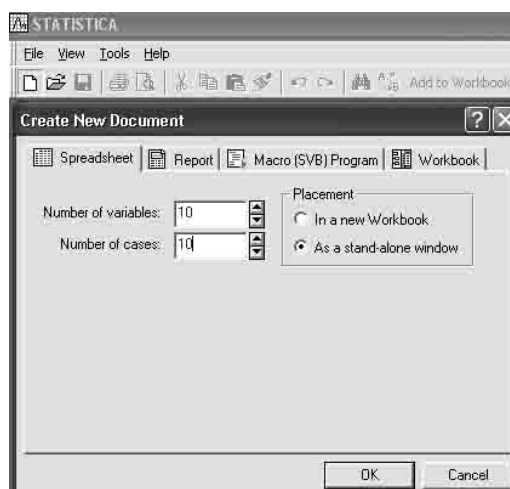 STATISTICA
File View Tools Help
Add to Workbook
Create New Document
Spreadsheet Report Macro (SVB) Program Workbook
Placement
Number of variables: 10
In a new Workbook
Number of cases: 10
As a stand-alone window
OK Cancel